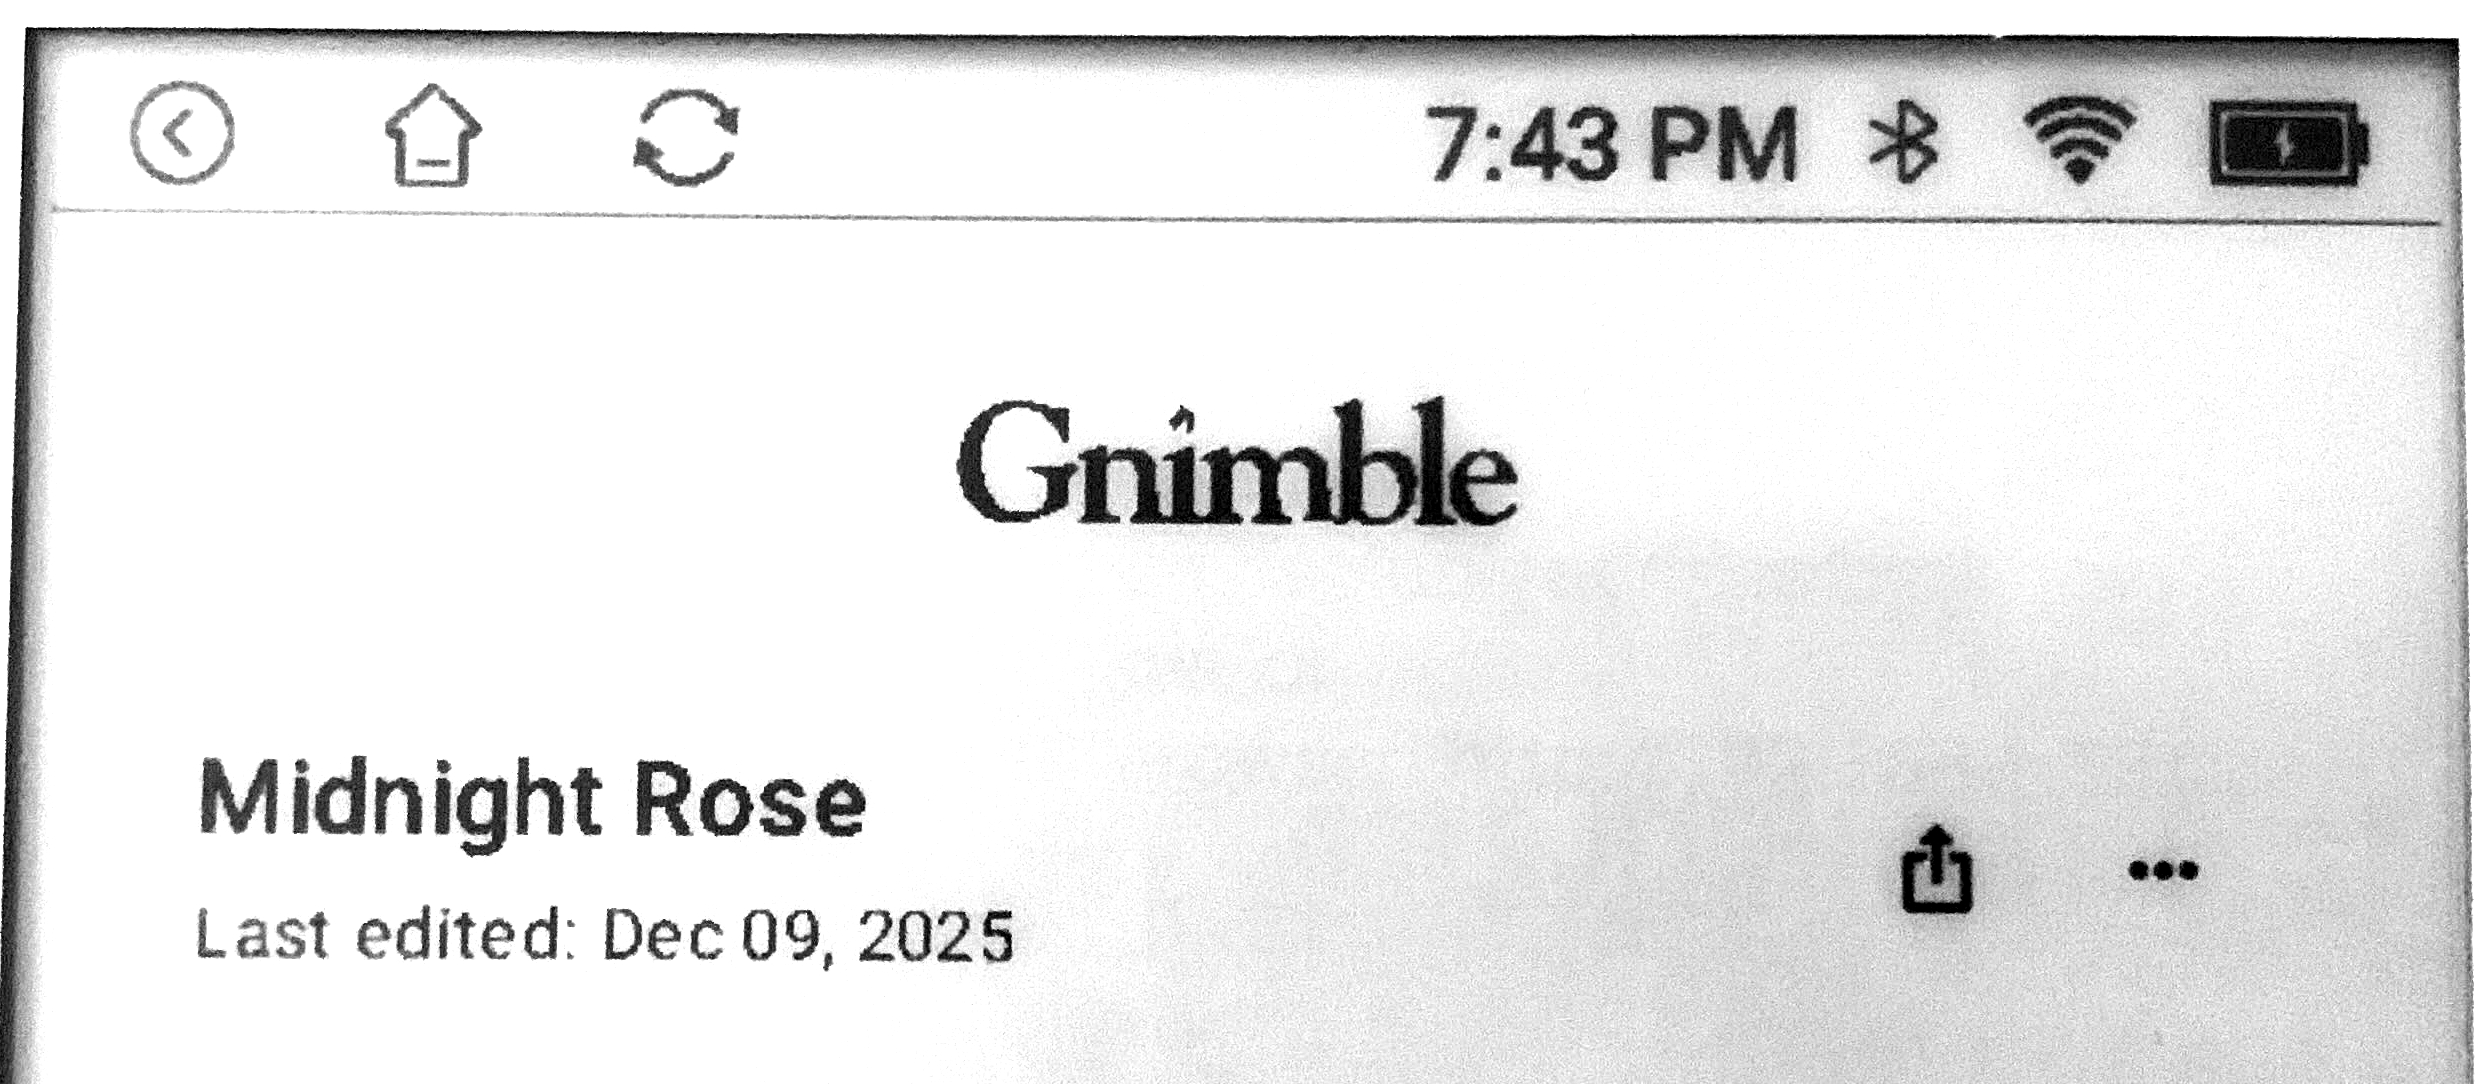 7:43 PM
Gnimble
Midnight Rose
Last edited: Dec 09, 2025